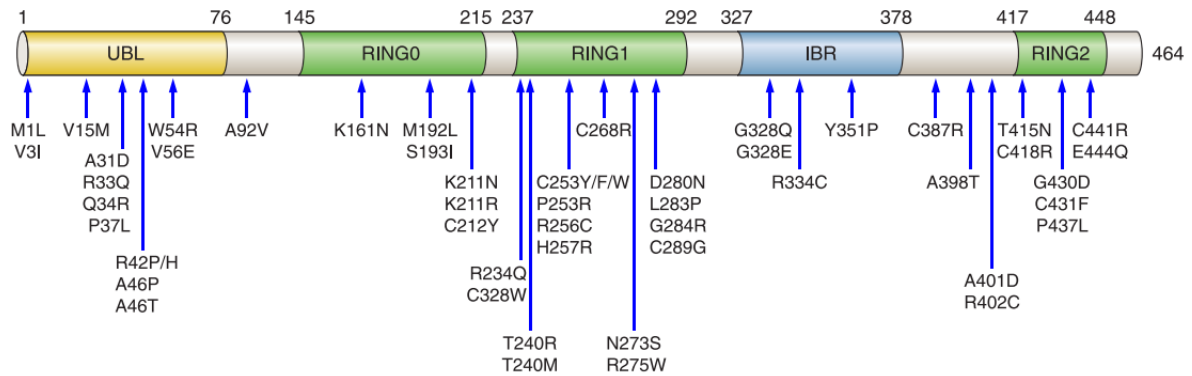 1 76 145 215 237 292 327 378 417 448
UBL RING0 RING1 IBR RING2 464
M1L
V3I
V15M
A31D
R33Q
Q34R
P37L
R42P/H
A46P
A46T
W54R
V56E
A92V
K161N
M192L
S193I
K211N
K211R
C212Y
R234Q
C328W
T240R
T240M
C253Y/F/W
P253R
R256C
H257R
C268R
N273S
R275W
D280N
L283P
G284R
C289G
G328Q
G328E
R334C
Y351P
C387R
A398T
A401D
R402C
T415N
C418R
G430D
C431F
P437L
C441R
E444Q